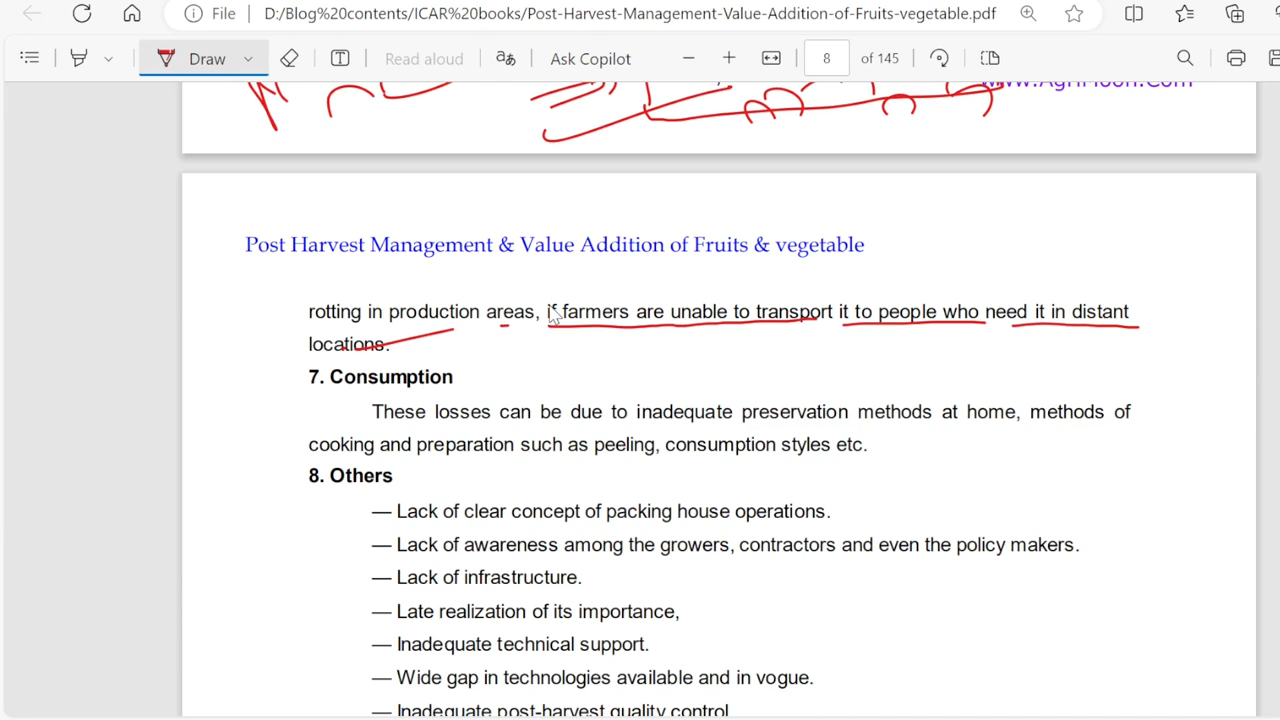 File
D:/Blog%20contents/ICAR%20books/Post-Harvest-Management-Value-Addition-of-Fruits-vegetable.pdf
Draw
Read aloud
Ask Copilot
8 of 145
www.AgriMoon.Com
Post Harvest Management & Value Addition of Fruits & vegetable
rotting in production areas, if farmers are unable to transport it to people who need it in distant
locations.
7. Consumption
These losses can be due to inadequate preservation methods at home, methods of
cooking and preparation such as peeling, consumption styles etc.
8. Others
— Lack of clear concept of packing house operations.
— Lack of awareness among the growers, contractors and even the policy makers.
— Lack of infrastructure.
— Late realization of its importance,
— Inadequate technical support.
— Wide gap in technologies available and in vogue.
— Inadequate post-harvest quality control